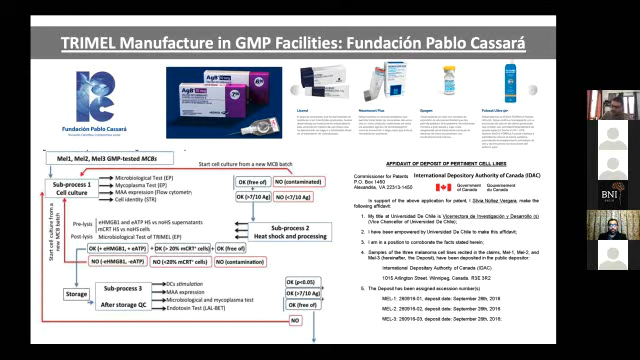 TRIMEL Manufacture in GMP Facilities: Fundación Pablo Cassará
Fundación Pablo Cassará
AgB
AgB
Mel1, Mel2, Mel3 GMP-tested MCBs
Start cell culture from a new MCB batch
Sub-process 1
Cell culture
Microbiological Test (EP)
Mycoplasma Test (EP)
MAA expression (Flow cytometry)
Cell identity (STR)
OK (free of)
NO (contaminated)
OK (>7/10 Ag)
NO (<7/10 Ag)
Start cell culture from a new MCB batch
Pre-lysis
eHMGB1 and eATP HS vs noHS supernatants
mCRT HS vs noHS cells
Post-lysis
Microbiological Test of TRIMEL (EP)
Sub-process 2
Heat shock and processing
OK (+eHMGB1, + eATP)
OK (> 20% mCRT⁺ cells)
OK (free of)
NO (-eHMGB1, -eATP)
NO (<20% mCRT⁺ cells)
NO (contamination)
Storage
Sub-process 3
After storage QC
DCs stimulation
MAA expression
Microbiological and mycoplasma test
Endotoxin Test (LAL-BET)
OK (p<0.05)
OK (>7/10 Ag)
OK (free of)
NO
AFFIDAVIT OF DEPOSIT OF PERTINENT CELL LINES
Commissioner for Patents
P.O. Box 1450
Alexandria, VA 22313-1450
International Depositary Authority of Canada (IDAC)
Government of Canada
Gouvernement du Canada
In support of the above application for patent, I Silvia Núñez Vergara, make the following affidavit:
1. My title at Universidad De Chile is Vicerrectora de Investigación y Desarrollo (s)
(Vice Chancellor of Universidad De Chile).
2. I have been empowered by Universidad De Chile to make this affidavit;
3. I am in a position to corroborate the facts stated herein;
4. Samples of the three melanoma cell lines recited in the claims, Mel-1, Mel-2, and Mel-3 (hereinafter, the Deposit) have been deposited in the public depositor
International Depositary Authority of Canada (IDAC)
1015 Arlington Street, Winnipeg, Canada, R3E 3R2
5. The Deposit has been assigned accession number(s)
MEL-1: 260916-01, deposit date: September 26th, 2016
MEL-2: 260916-02, deposit date: September 26th, 2016
MEL-3: 260916-03, deposit date: September 26th, 2016;
BNI